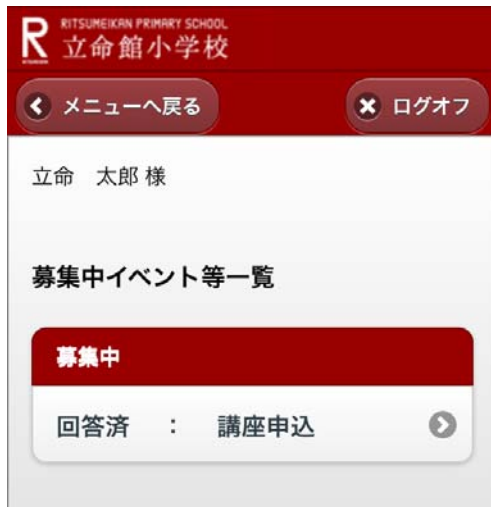 RITSUMEIKAN PRIMARY SCHOOL
立命館小学校
メニューへ戻る
ログオフ
立命　太郎 様
募集中イベント等一覧
募集中
回答済　：　講座申込